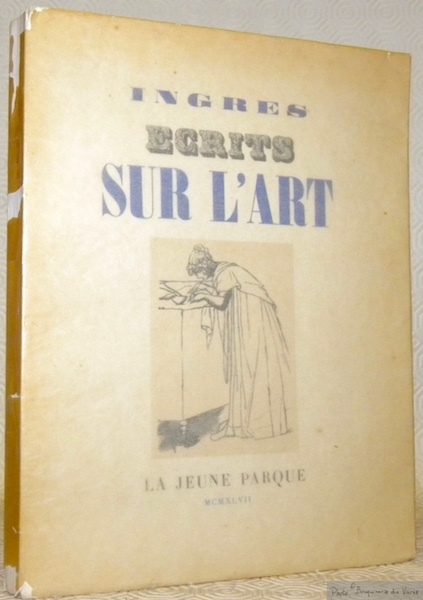 INGRES
ECRITS
SUR L'ART
LA JEUNE PARQUE
MCMXLVII